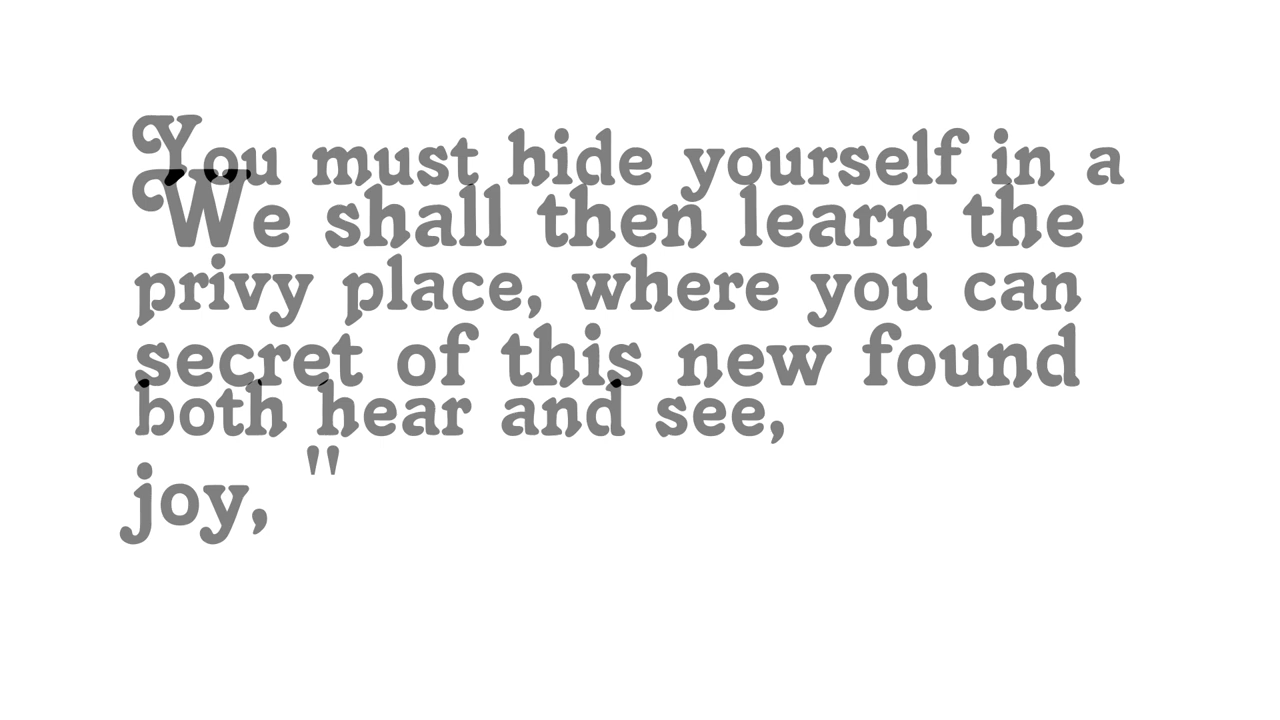 You must hide yourself in a
We shall then learn the
privy place, where you can
secret of this new found
both hear and see,
joy, "